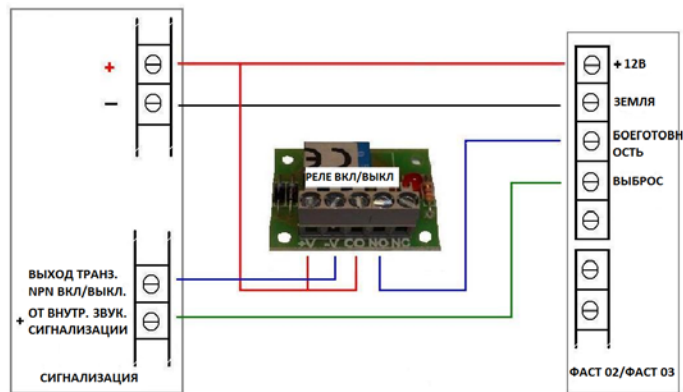 +
–
ВЫХОД ТРАНЗ.
NPN ВКЛ/ВЫКЛ.
+ ОТ ВНУТР. ЗВУК.
СИГНАЛИЗАЦИИ
СИГНАЛИЗАЦИЯ
CE
РЕЛЕ ВКЛ/ВЫКЛ
+V -V CO NO NC
+ 12В
ЗЕМЛЯ
БОЕГОТОВН
ОСТЬ
ВЫБРОС
ФАСТ 02/ФАСТ 03